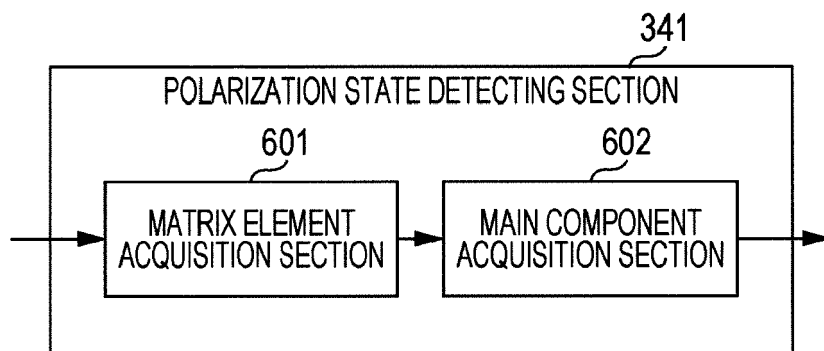 341
POLARIZATION STATE DETECTING SECTION
601
602
MATRIX ELEMENT
ACQUISITION SECTION
MAIN COMPONENT
ACQUISITION SECTION